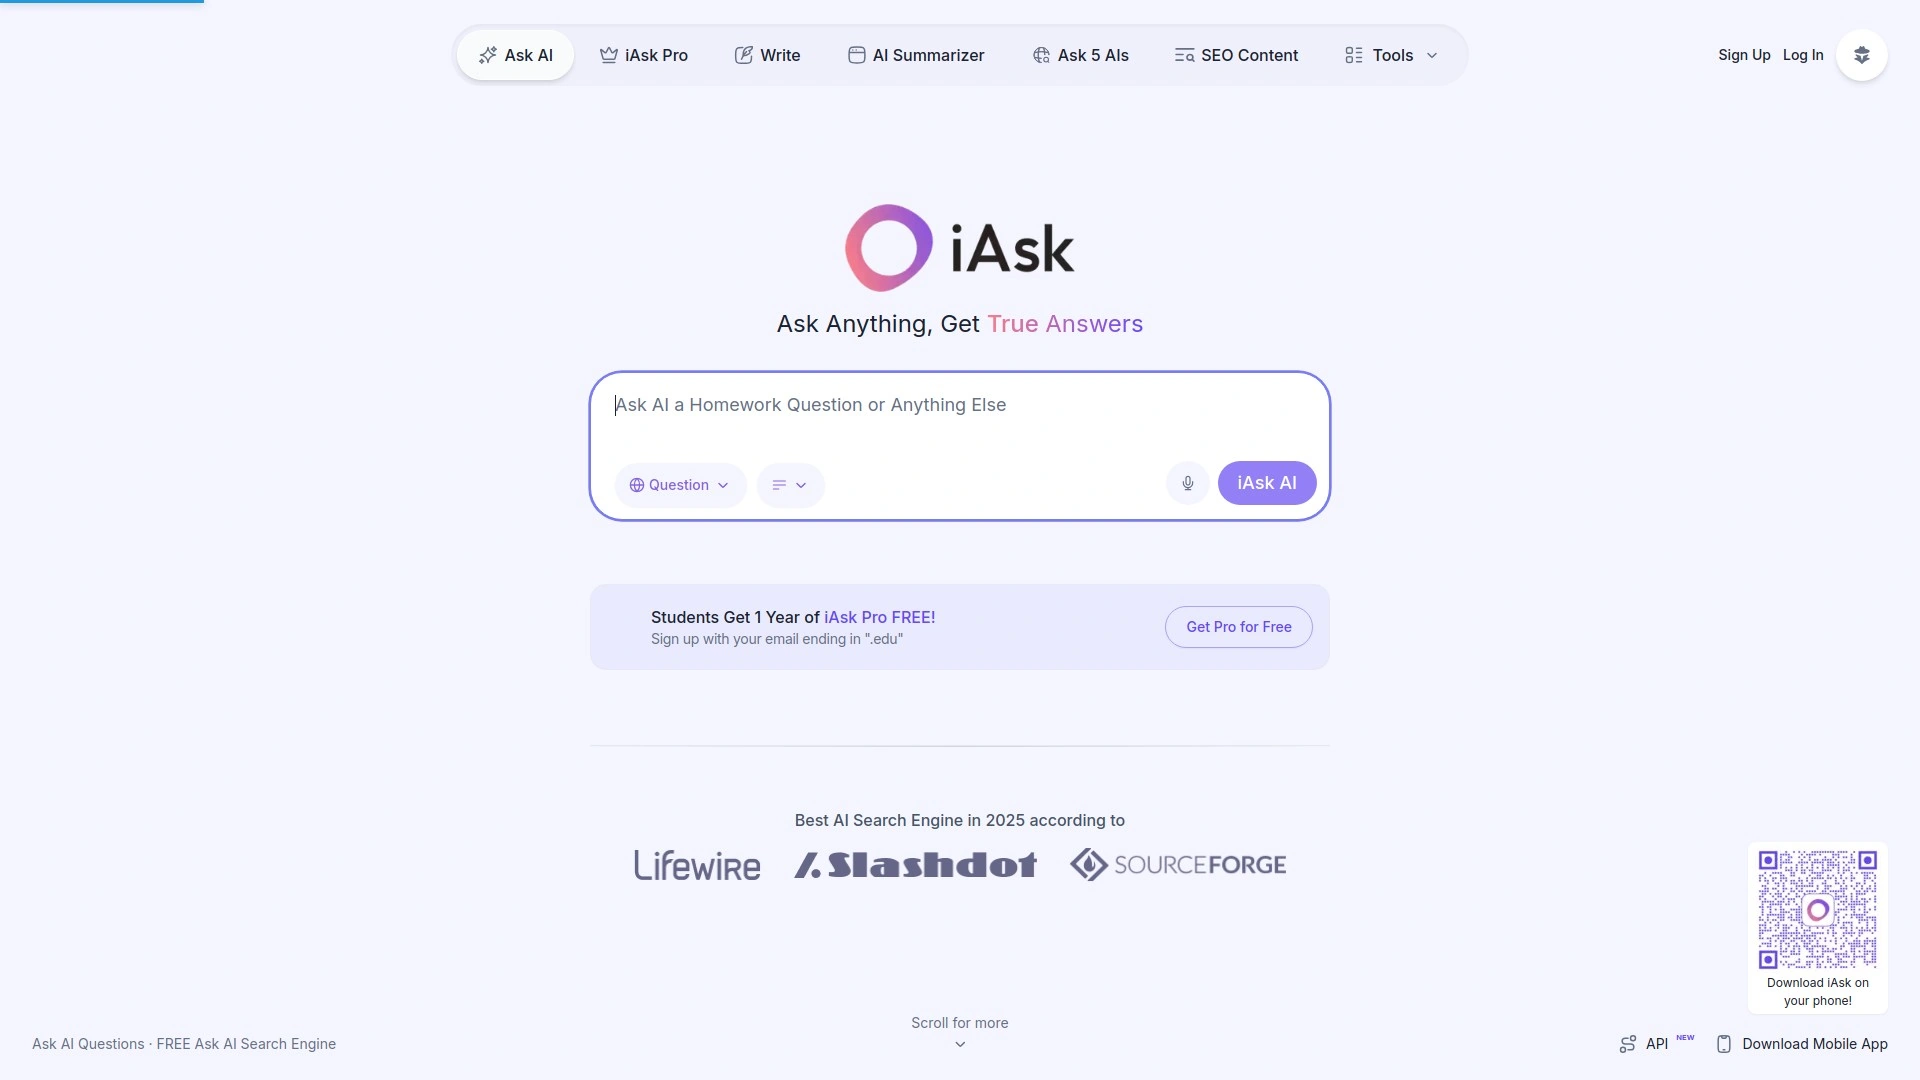 Ask AI
iAsk Pro
Write
AI Summarizer
Ask 5 AIs
SEO Content
Tools
Sign Up
Log In
iAsk
Ask Anything, Get True Answers
Ask AI a Homework Question or Anything Else
Question
iAsk AI
Students Get 1 Year of iAsk Pro FREE!
Sign up with your email ending in ".edu"
Get Pro for Free
Best AI Search Engine in 2025 according to
Lifewire
Slashdot
SOURCEFORGE
Download iAsk on
your phone!
Scroll for more
Ask AI Questions · FREE Ask AI Search Engine
API NEW
Download Mobile App